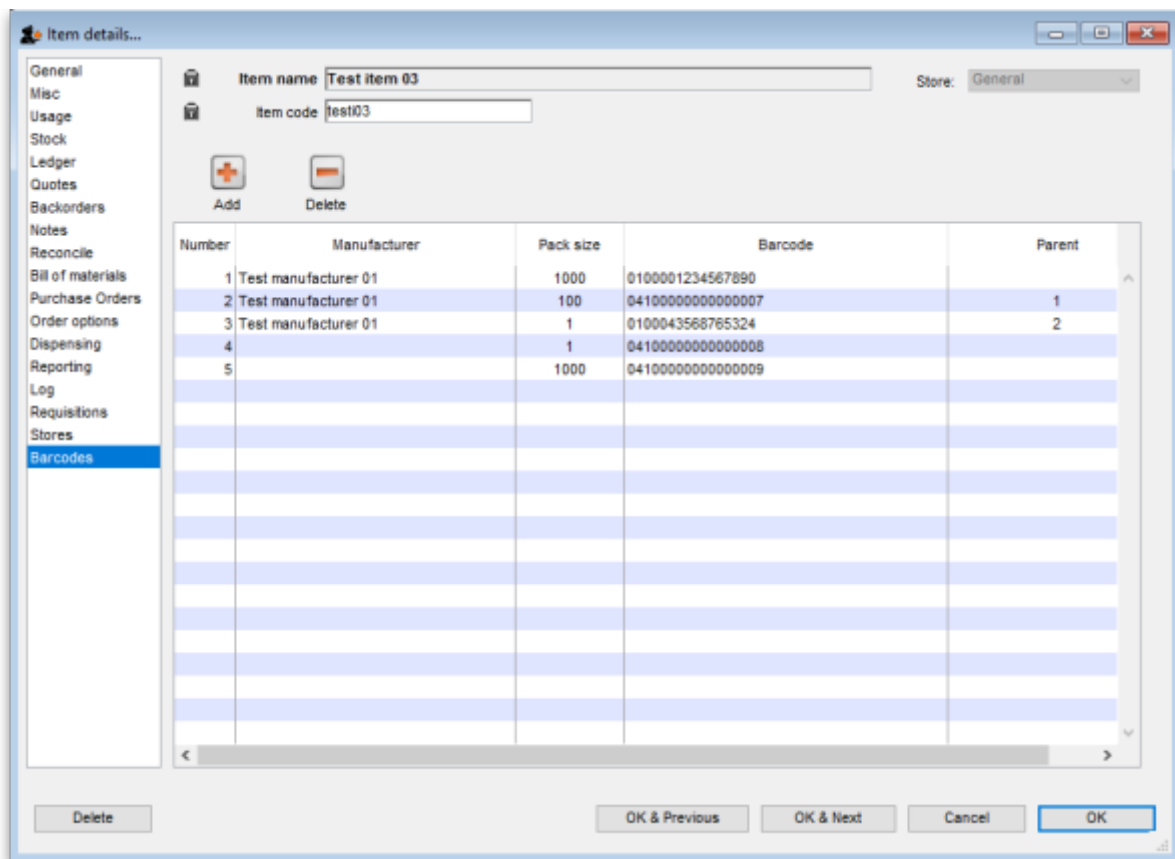 Item details...
General
Misc
Usage
Stock
Ledger
Quotes
Backorders
Notes
Reconcile
Bill of materials
Purchase Orders
Order options
Dispensing
Reporting
Log
Requisitions
Stores
Barcodes
Item name Test item 03 Store: General
Item code testi03
Add Delete
Number Manufacturer Pack size Barcode Parent
1 Test manufacturer 01 1000 0100001234567890
2 Test manufacturer 01 100 04100000000000007 1
3 Test manufacturer 01 1 0100043568765324 2
4 1 04100000000000008
5 1000 04100000000000009
Delete OK & Previous OK & Next Cancel OK